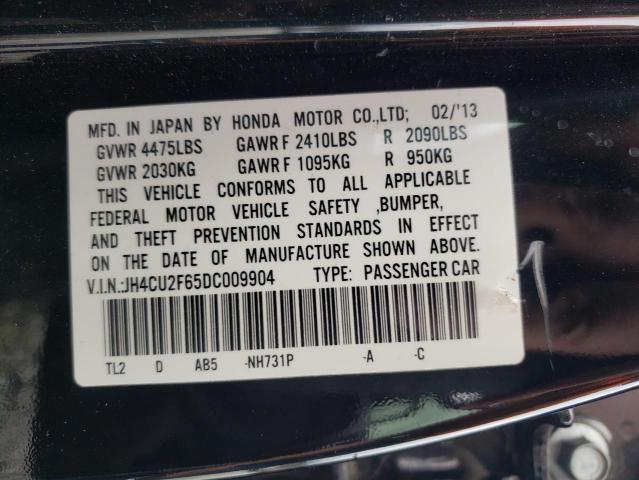 MFD. IN JAPAN BY HONDA MOTOR CO.,LTD; 02/'13
GVWR 4475LBS GAWR F 2410LBS R 2090LBS
GVWR 2030KG GAWR F 1095KG R 950KG
THIS VEHICLE CONFORMS TO ALL APPLICABLE
FEDERAL MOTOR VEHICLE SAFETY ,BUMPER,
AND THEFT PREVENTION STANDARDS IN EFFECT
ON THE DATE OF MANUFACTURE SHOWN ABOVE.
V.I.N.:JH4CU2F65DC009904 TYPE: PASSENGER CAR
TL2 D AB5 -NH731P -A -C
1